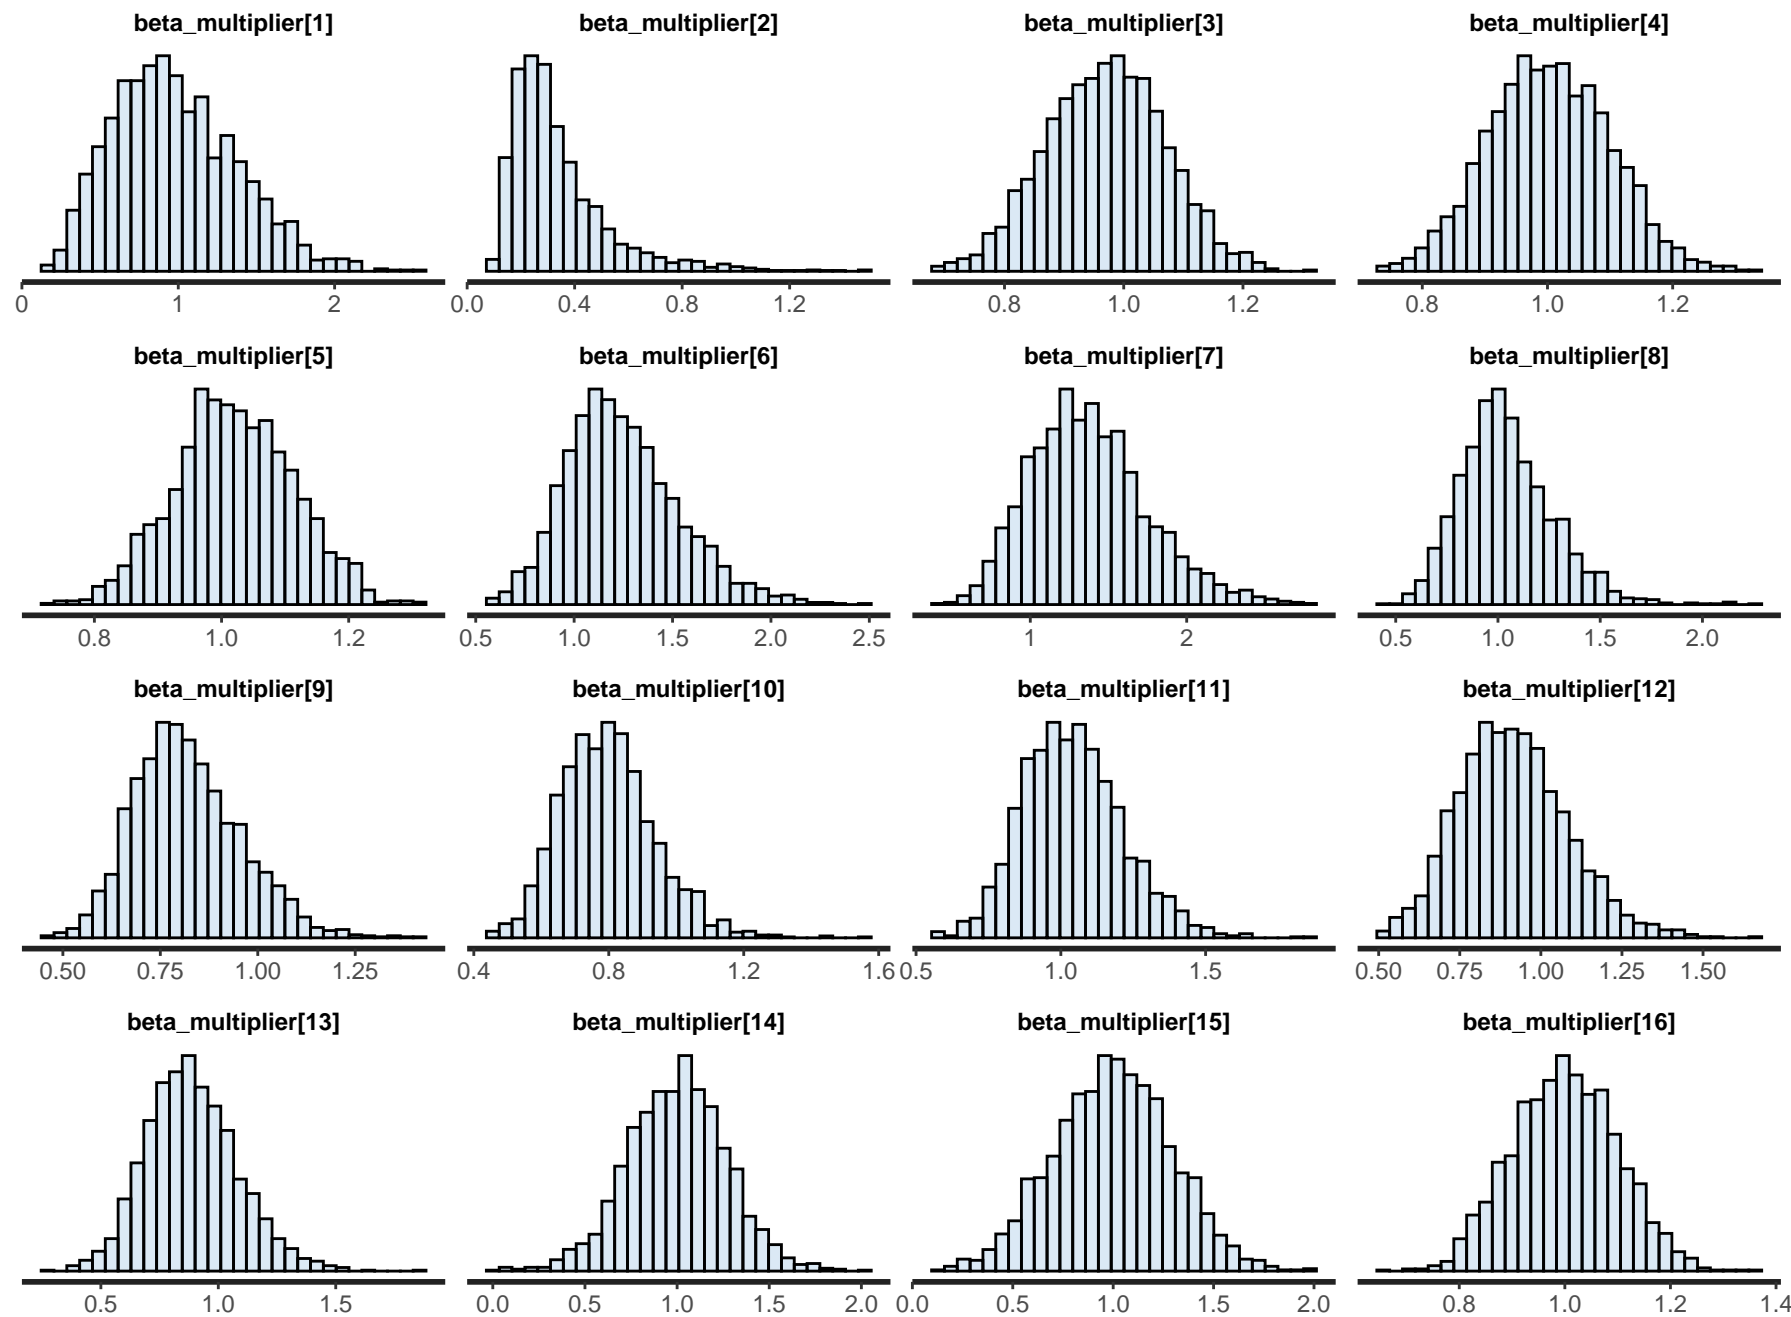 beta_multiplier[1] beta_multiplier[2] beta_multiplier[3] beta_multiplier[4]
0 1 2 0.0 0.4 0.8 1.2 0.8 1.0 1.2 0.8 1.0 1.2
beta_multiplier[5] beta_multiplier[6] beta_multiplier[7] beta_multiplier[8]
0.8 1.0 1.2 0.5 1.0 1.5 2.0 2.5 1 2 0.5 1.0 1.5 2.0
beta_multiplier[9] beta_multiplier[10] beta_multiplier[11] beta_multiplier[12]
0.50 0.75 1.00 1.25 0.4 0.8 1.2 1.6 0.5 1.0 1.5 0.50 0.75 1.00 1.25 1.50
beta_multiplier[13] beta_multiplier[14] beta_multiplier[15] beta_multiplier[16]
0.5 1.0 1.5 0.0 0.5 1.0 1.5 2.0 0.0 0.5 1.0 1.5 2.0 0.8 1.0 1.2 1.4